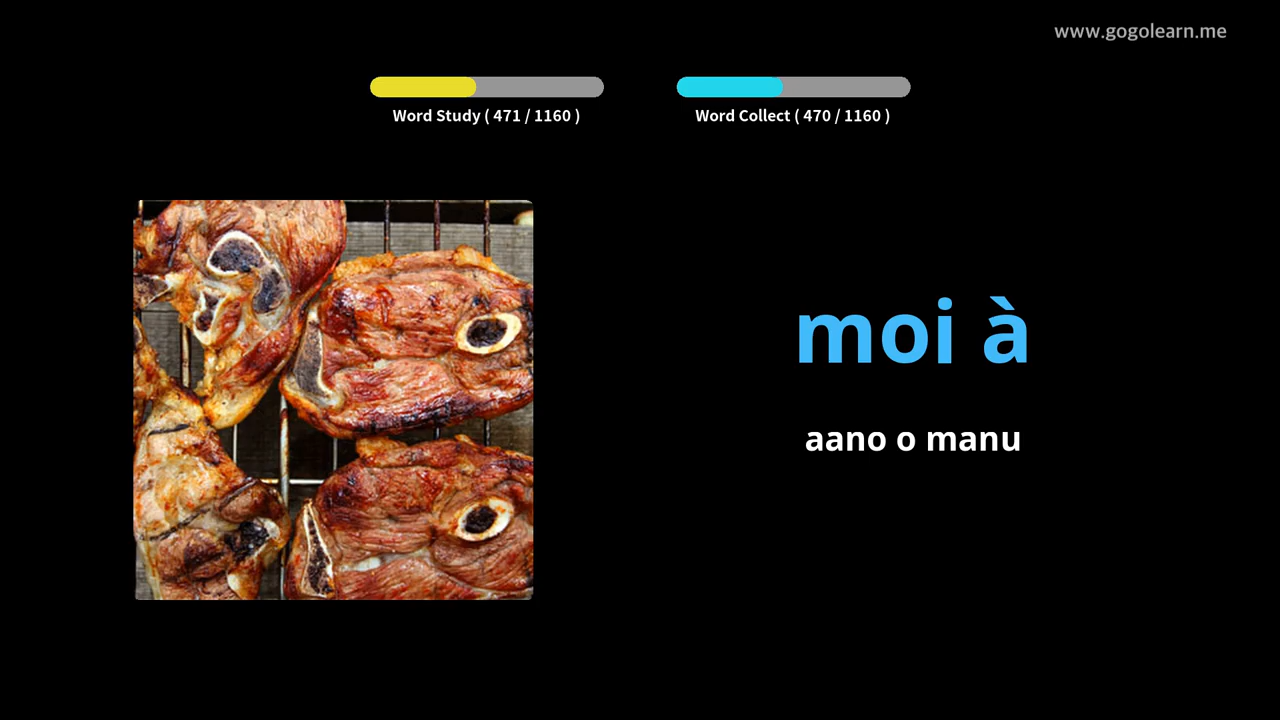 www.gogolearn.me
Word Study ( 471 / 1160 )
Word Collect ( 470 / 1160 )
moi à
aano o manu